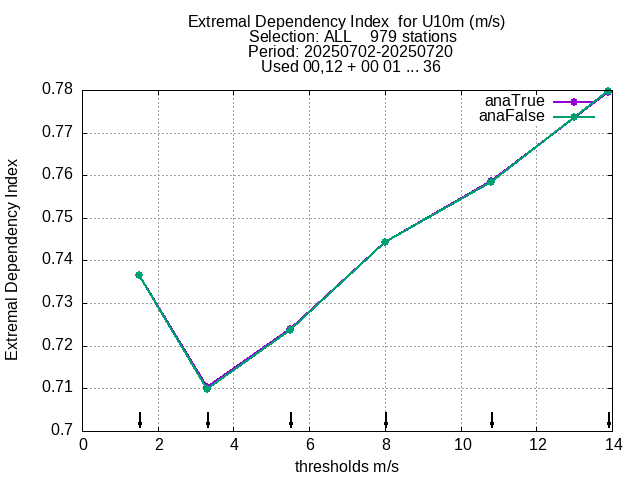 Extremal Dependency Index  for U10m (m/s)
Selection: ALL    979 stations
Period: 20250702-20250720
Used 00,12 + 00 01 ... 36
anaTrue
anaFalse
Extremal Dependency Index
0.78
0.77
0.76
0.75
0.74
0.73
0.72
0.71
0.7
0 2 4 6 8 10 12 14
thresholds m/s